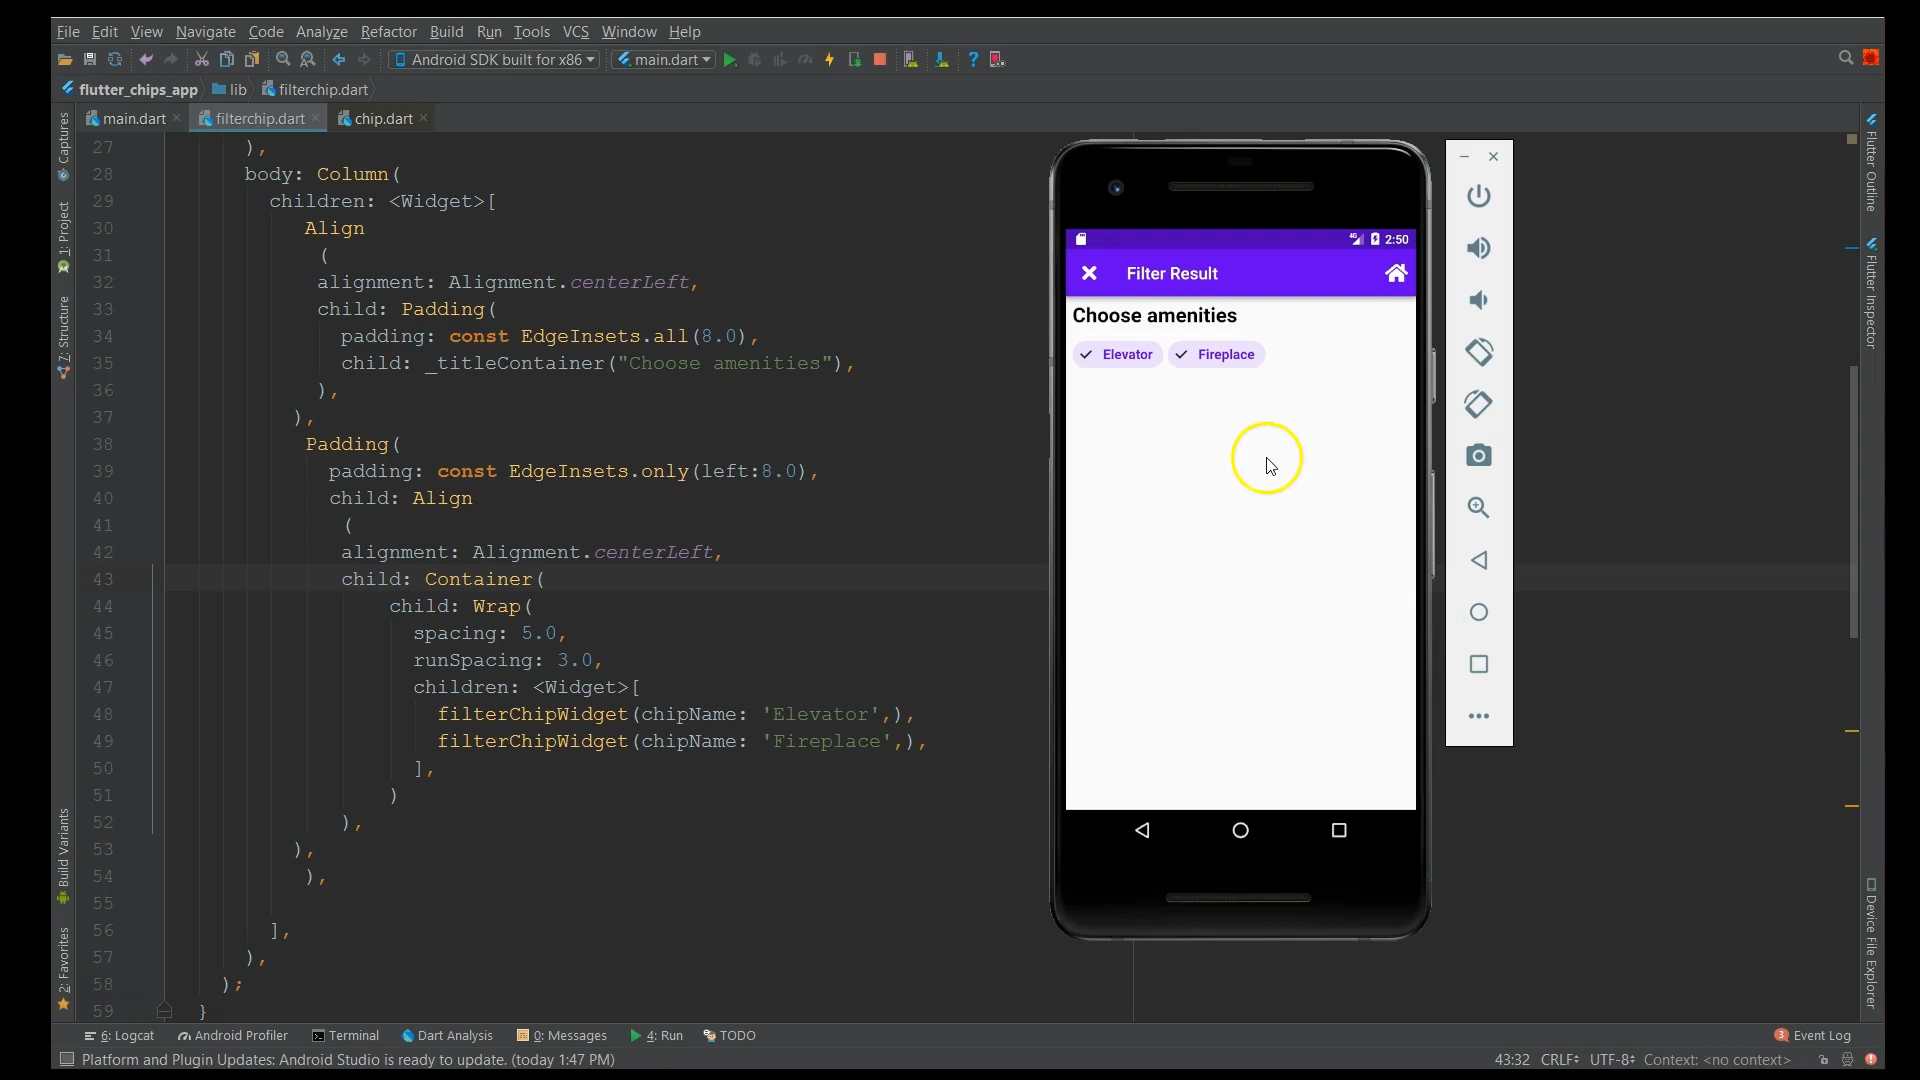 File Edit View Navigate Code Analyze Refactor Build Run Tools VCS Window Help
Android SDK built for x86 main.dart
flutter_chips_app lib filterchip.dart
main.dart filterchip.dart chip.dart
Captures
1: Project
7: Structure
Build Variants
2: Favorites
27 ),
28 body: Column(
29 children: <Widget>[
30 Align
31 (
32 alignment: Alignment.centerLeft,
33 child: Padding(
34 padding: const EdgeInsets.all(8.0),
35 child: _titleContainer("Choose amenities"),
36 ),
37 ),
38 Padding(
39 padding: const EdgeInsets.only(left:8.0),
40 child: Align
41 (
42 alignment: Alignment.centerLeft,
43 child: Container(
44 child: Wrap(
45 spacing: 5.0,
46 runSpacing: 3.0,
47 children: <Widget>[
48 filterChipWidget(chipName: 'Elevator',),
49 filterChipWidget(chipName: 'Fireplace',),
50 ],
51 )
52 ),
53 ),
54 ),
55
56 ],
57 ),
58 );
59 }
4G 2:50
Filter Result
Choose amenities
Elevator Fireplace
Flutter Outline
Flutter Inspector
Device File Explorer
6: Logcat Android Profiler Terminal Dart Analysis 0: Messages 4: Run TODO 3 Event Log
Platform and Plugin Updates: Android Studio is ready to update. (today 1:47 PM) 43:32 CRLF UTF-8 Context: <no context>